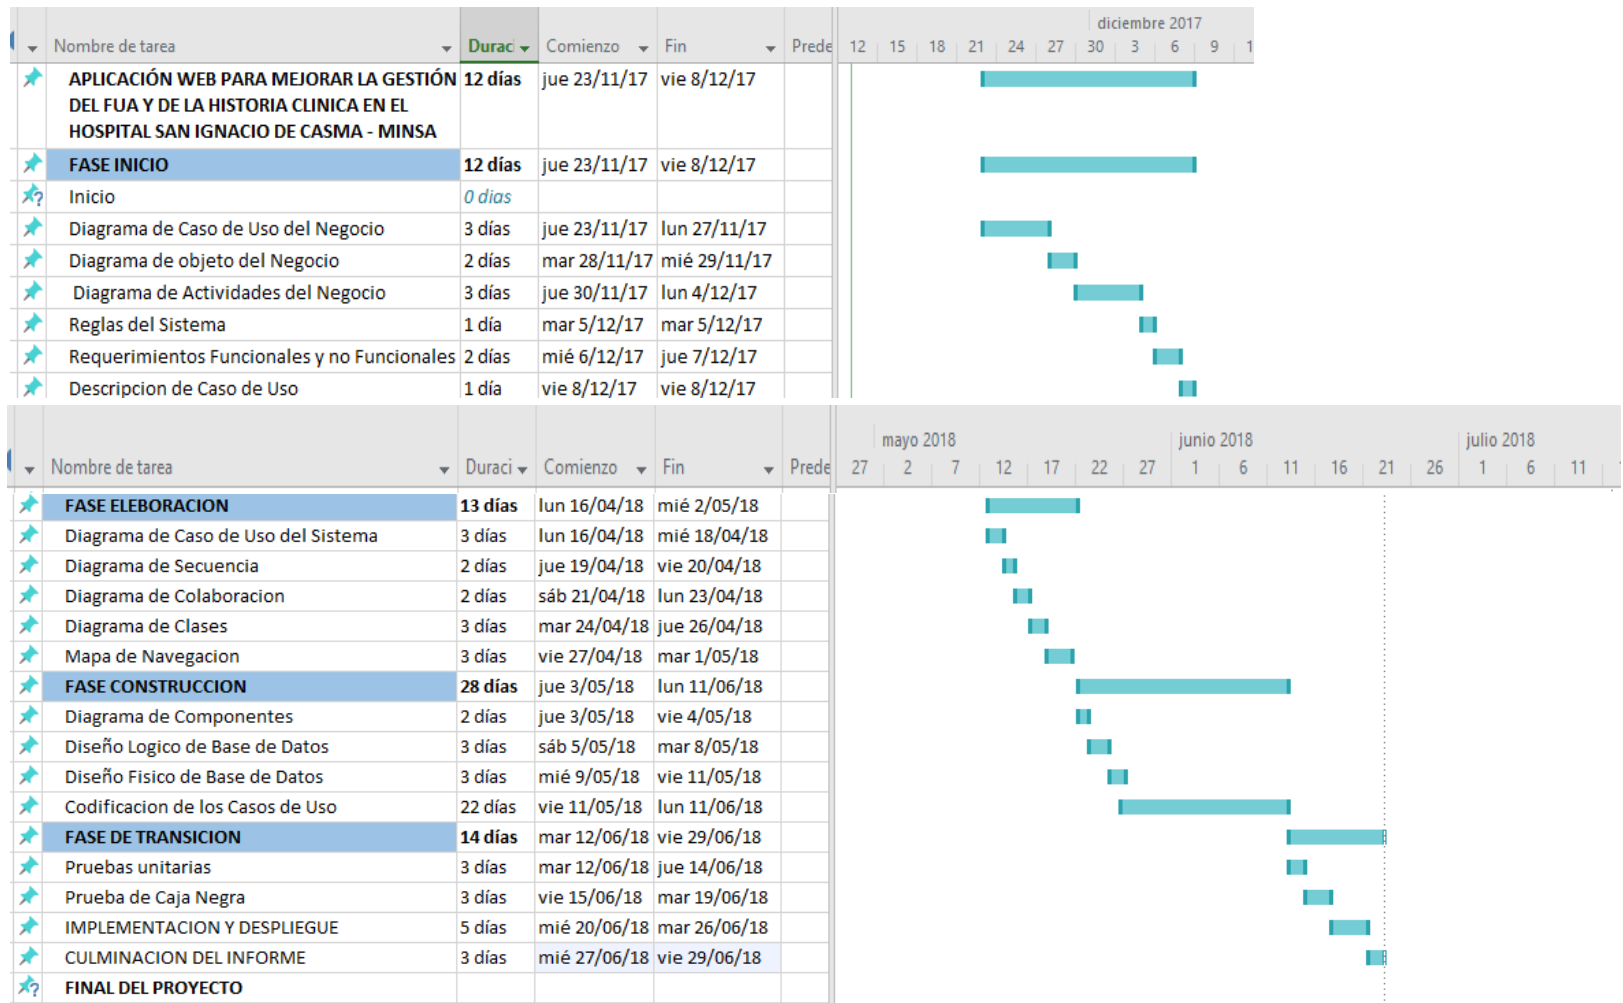 diciembre 2017
Nombre de tarea Duraci Comienzo Fin Prede 12 15 18 21 24 27 30 3 6 9 1
APLICACIÓN WEB PARA MEJORAR LA GESTIÓN 12 días jue 23/11/17 vie 8/12/17
DEL FUA Y DE LA HISTORIA CLINICA EN EL
HOSPITAL SAN IGNACIO DE CASMA - MINSA
FASE INICIO 12 días jue 23/11/17 vie 8/12/17
Inicio 0 dias
Diagrama de Caso de Uso del Negocio 3 días jue 23/11/17 lun 27/11/17
Diagrama de objeto del Negocio 2 días mar 28/11/17 mié 29/11/17
Diagrama de Actividades del Negocio 3 días jue 30/11/17 lun 4/12/17
Reglas del Sistema 1 día mar 5/12/17 mar 5/12/17
Requerimientos Funcionales y no Funcionales 2 días mié 6/12/17 jue 7/12/17
Descripcion de Caso de Uso 1 día vie 8/12/17 vie 8/12/17
mayo 2018 junio 2018 julio 2018
Nombre de tarea Duraci Comienzo Fin Prede 27 2 7 12 17 22 27 1 6 11 16 21 26 1 6 11
FASE ELEBORACION 13 días lun 16/04/18 mié 2/05/18
Diagrama de Caso de Uso del Sistema 3 días lun 16/04/18 mié 18/04/18
Diagrama de Secuencia 2 días jue 19/04/18 vie 20/04/18
Diagrama de Colaboracion 2 días sáb 21/04/18 lun 23/04/18
Diagrama de Clases 3 días mar 24/04/18 jue 26/04/18
Mapa de Navegacion 3 días vie 27/04/18 mar 1/05/18
FASE CONSTRUCCION 28 días jue 3/05/18 lun 11/06/18
Diagrama de Componentes 2 días jue 3/05/18 vie 4/05/18
Diseño Logico de Base de Datos 3 días sáb 5/05/18 mar 8/05/18
Diseño Fisico de Base de Datos 3 días mié 9/05/18 vie 11/05/18
Codificacion de los Casos de Uso 22 días vie 11/05/18 lun 11/06/18
FASE DE TRANSICION 14 días mar 12/06/18 vie 29/06/18
Pruebas unitarias 3 días mar 12/06/18 jue 14/06/18
Prueba de Caja Negra 3 días vie 15/06/18 mar 19/06/18
IMPLEMENTACION Y DESPLIEGUE 5 días mié 20/06/18 mar 26/06/18
CULMINACION DEL INFORME 3 días mié 27/06/18 vie 29/06/18
FINAL DEL PROYECTO